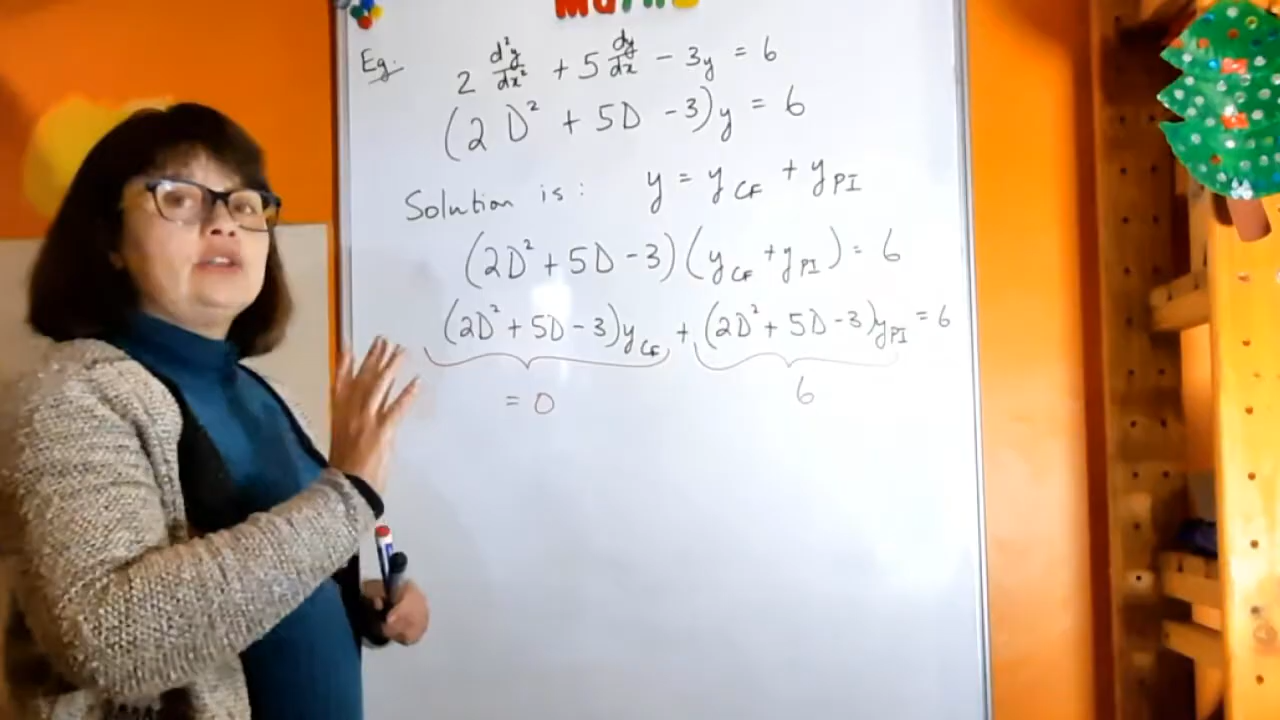 Maths
Eg. 2 d²y/dx² + 5 dy/dx - 3y = 6
(2D² + 5D - 3)y = 6
Solution is: y = y_CF + y_PI
(2D² + 5D - 3)(y_CF + y_PI) = 6
(2D² + 5D - 3)y_CF + (2D² + 5D - 3)y_PI = 6
= 0 6